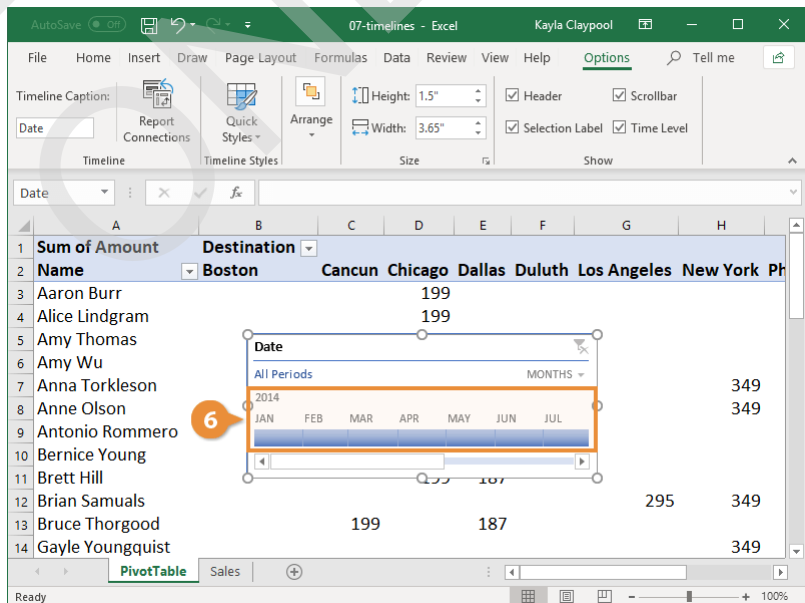 AutoSave Off 07-timelines - Excel Kayla Claypool
File Home Insert Draw Page Layout Formulas Data Review View Help Options Tell me
Timeline Caption:
Date
Report Connections
Quick Styles
Arrange
Height: 1.5"
Width: 3.65"
Header Scrollbar
Selection Label Time Level
Timeline Timeline Styles Size Show
Date fx
A B C D E F G H
1 Sum of Amount Destination
2 Name Boston Cancun Chicago Dallas Duluth Los Angeles New York Ph
3 Aaron Burr 199
4 Alice Lindgram 199
5 Amy Thomas
6 Amy Wu
7 Anna Torkleson 349
8 Anne Olson 349
9 Antonio Rommero
10 Bernice Young
11 Brett Hill 199 187
12 Brian Samuals 295 349
13 Bruce Thorgood 199 187
14 Gayle Youngquist 349
Date
All Periods MONTHS
2014
JAN FEB MAR APR MAY JUN JUL
6
PivotTable Sales
Ready 100%